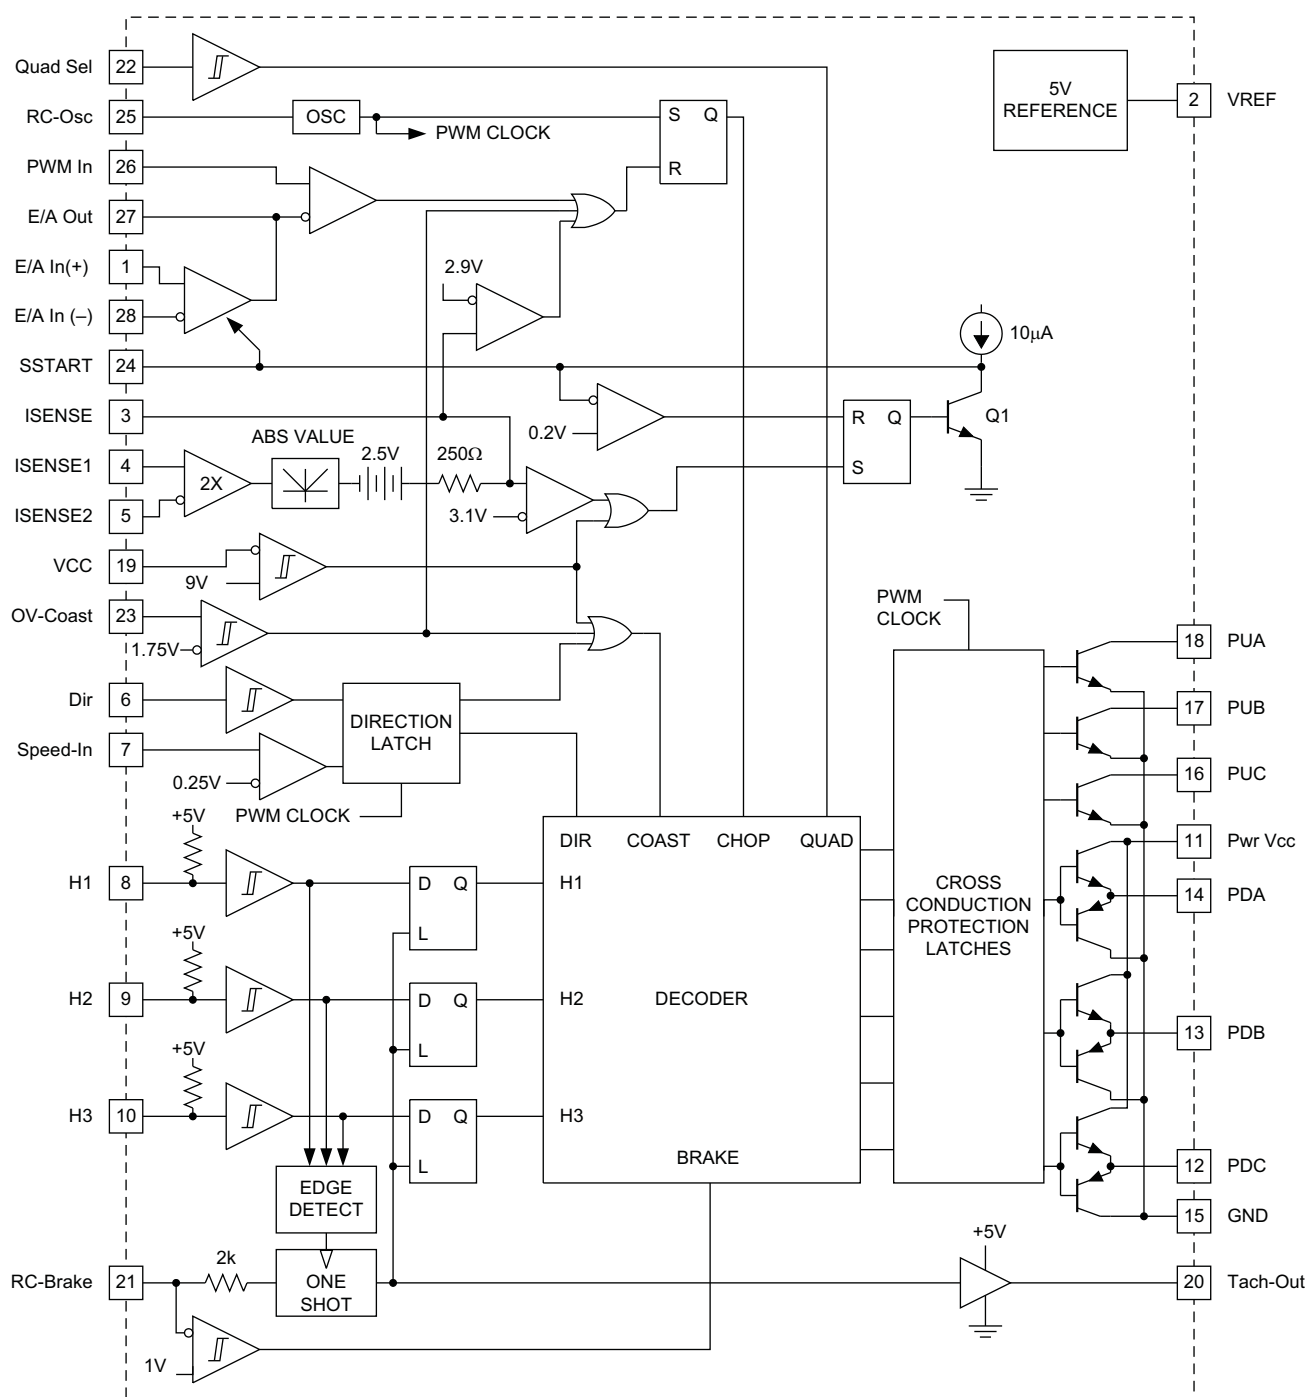 Quad Sel 22
RC-Osc 25 OSC
PWM CLOCK
S Q
R
5V
REFERENCE
2 VREF
PWM In 26
E/A Out 27
E/A In(+) 1
2.9V
E/A In (–) 28
10μA
SSTART 24
ISENSE 3
0.2V
R Q
S
Q1
ABS VALUE
2.5V
250Ω
ISENSE1 4
2X
3.1V
ISENSE2 5
VCC 19
9V
OV-Coast 23
1.75V
PWM
CLOCK
Dir 6
DIRECTION
LATCH
Speed-In 7
0.25V
PWM CLOCK
18 PUA
17 PUB
16 PUC
11 Pwr Vcc
14 PDA
13 PDB
12 PDC
15 GND
DIR COAST CHOP QUAD
CROSS
CONDUCTION
PROTECTION
LATCHES
+5V
H1 8
D Q
L
H1
+5V
H2 9
D Q
L
H2
DECODER
+5V
H3 10
D Q
L
H3
BRAKE
EDGE
DETECT
RC-Brake 21
2k
ONE
SHOT
1V
+5V
20 Tach-Out